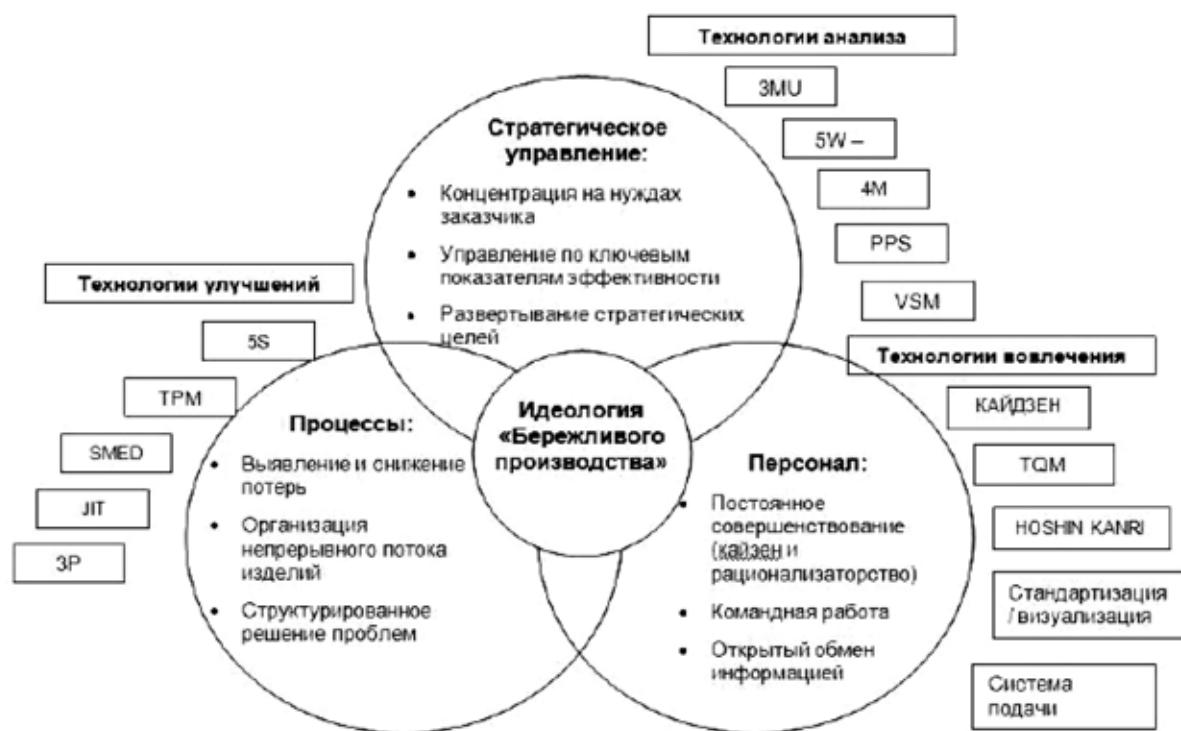 Технологии анализа
3MU
5W –
4M
PPS
VSM
Стратегическое
управление:
• Концентрация на нуждах
заказчика
• Управление по ключевым
показателям эффективности
• Развертывание стратегических
целей
Технологии улучшений
5S
TPM
SMED
JIT
3P
Процессы:
• Выявление и снижение
потерь
• Организация
непрерывного потока
изделий
• Структурированное
решение проблем
Идеология
«Бережливого
производства»
Технологии вовлечения
КАЙДЗЕН
TQM
HOSHIN KANRI
Стандартизация
/ визуализация
Система
подачи
Персонал:
• Постоянное
совершенствование
(кайзен и
рационализаторство)
• Командная работа
• Открытый обмен
информацией